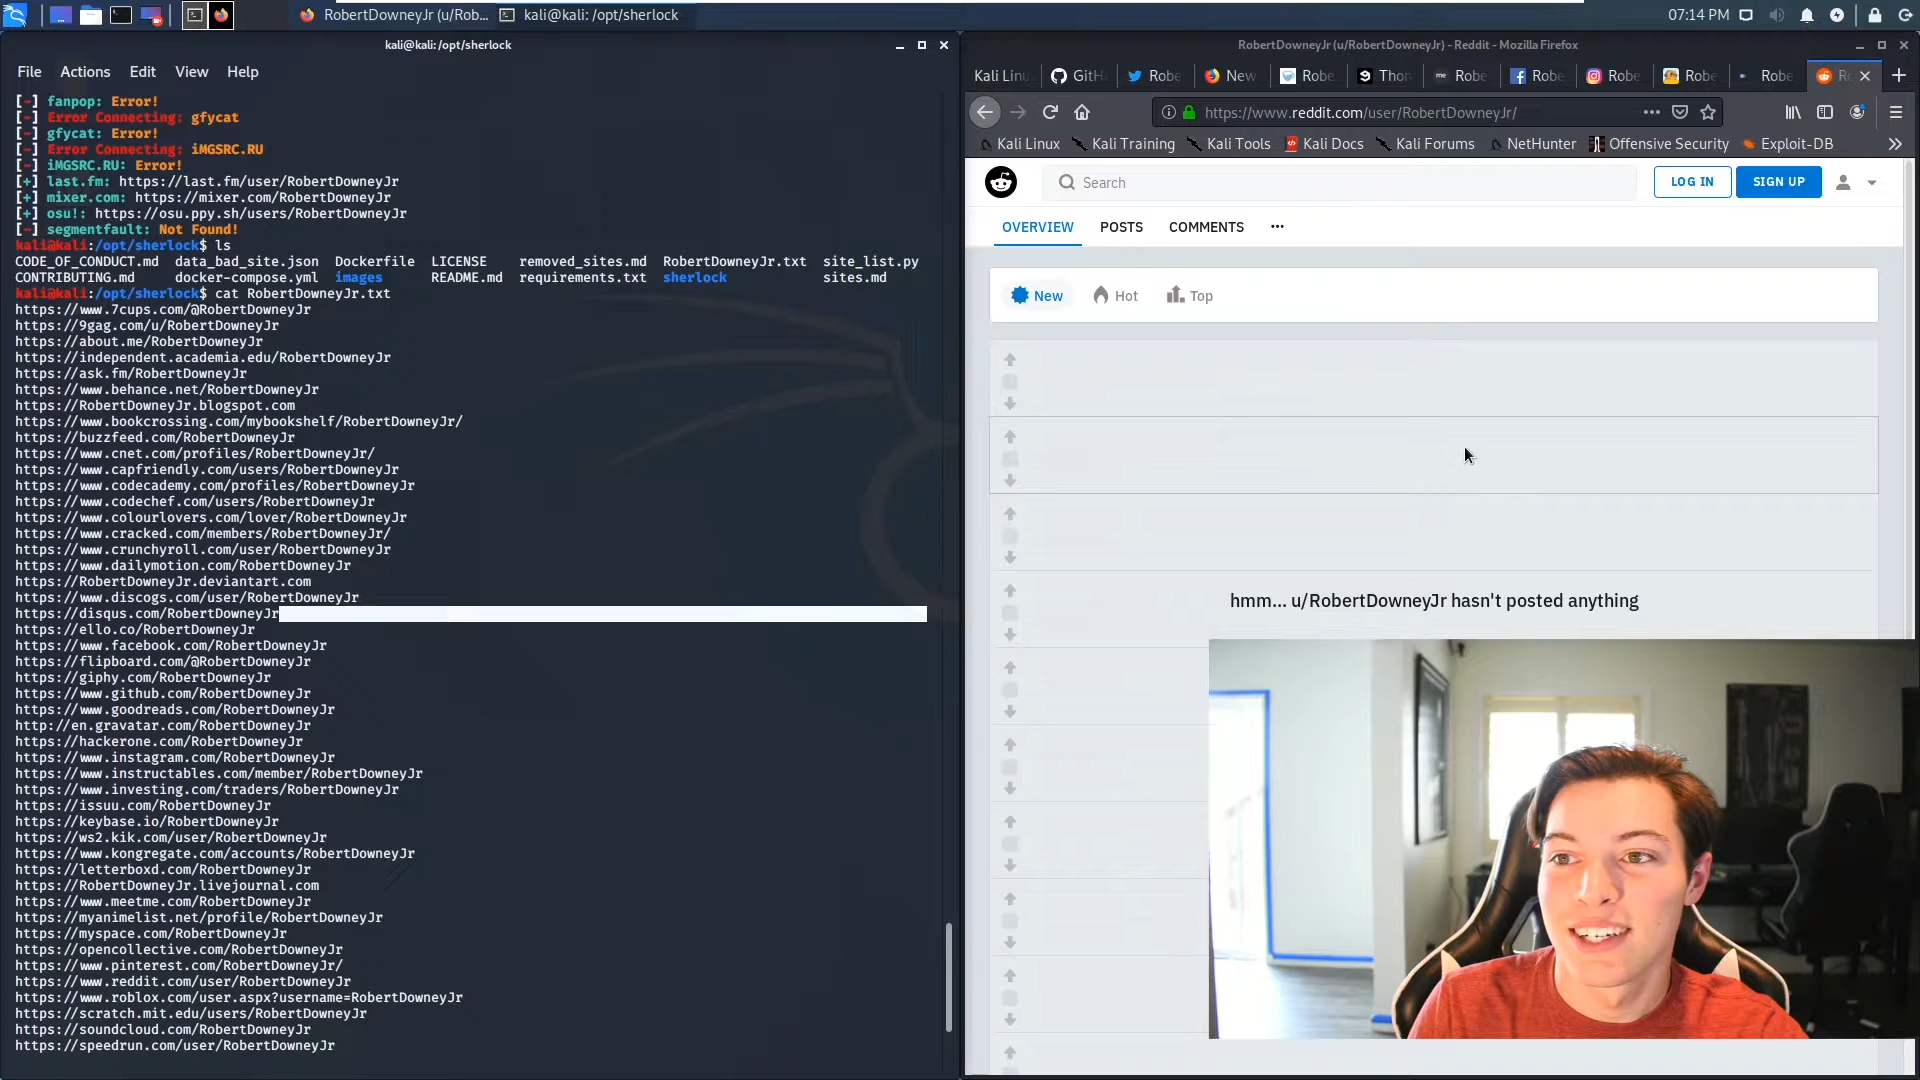 RobertDowneyJr (u/Rob...
kali@kali: /opt/sherlock
07:14 PM
kali@kali: /opt/sherlock
File Actions Edit View Help
[-] fanpop: Error!
[-] Error Connecting: gfycat
[-] gfycat: Error!
[-] Error Connecting: iMGSRC.RU
[-] iMGSRC.RU: Error!
[+] last.fm: https://last.fm/user/RobertDowneyJr
[+] mixer.com: https://mixer.com/RobertDowneyJr
[+] osu!: https://osu.ppy.sh/users/RobertDowneyJr
[-] segmentfault: Not Found!
kali@kali:/opt/sherlock$ ls
CODE_OF_CONDUCT.md data_bad_site.json Dockerfile LICENSE removed_sites.md RobertDowneyJr.txt site_list.py
CONTRIBUTING.md docker-compose.yml images README.md requirements.txt sherlock sites.md
kali@kali:/opt/sherlock$ cat RobertDowneyJr.txt
https://www.7cups.com/@RobertDowneyJr
https://9gag.com/u/RobertDowneyJr
https://about.me/RobertDowneyJr
https://independent.academia.edu/RobertDowneyJr
https://ask.fm/RobertDowneyJr
https://www.behance.net/RobertDowneyJr
https://RobertDowneyJr.blogspot.com
https://www.bookcrossing.com/mybookshelf/RobertDowneyJr/
https://buzzfeed.com/RobertDowneyJr
https://www.cnet.com/profiles/RobertDowneyJr/
https://www.capfriendly.com/users/RobertDowneyJr
https://www.codecademy.com/profiles/RobertDowneyJr
https://www.codechef.com/users/RobertDowneyJr
https://www.colourlovers.com/lover/RobertDowneyJr
https://www.cracked.com/members/RobertDowneyJr/
https://www.crunchyroll.com/user/RobertDowneyJr
https://www.dailymotion.com/RobertDowneyJr
https://RobertDowneyJr.deviantart.com
https://www.discogs.com/user/RobertDowneyJr
https://disqus.com/RobertDowneyJr
https://ello.co/RobertDowneyJr
https://www.facebook.com/RobertDowneyJr
https://flipboard.com/@RobertDowneyJr
https://giphy.com/RobertDowneyJr
https://www.github.com/RobertDowneyJr
https://www.goodreads.com/RobertDowneyJr
http://en.gravatar.com/RobertDowneyJr
https://hackerone.com/RobertDowneyJr
https://www.instagram.com/RobertDowneyJr
https://www.instructables.com/member/RobertDowneyJr
https://www.investing.com/traders/RobertDowneyJr
https://issuu.com/RobertDowneyJr
https://keybase.io/RobertDowneyJr
https://ws2.kik.com/user/RobertDowneyJr
https://www.kongregate.com/accounts/RobertDowneyJr
https://letterboxd.com/RobertDowneyJr
https://RobertDowneyJr.livejournal.com
https://www.meetme.com/RobertDowneyJr
https://myanimelist.net/profile/RobertDowneyJr
https://myspace.com/RobertDowneyJr
https://opencollective.com/RobertDowneyJr
https://www.pinterest.com/RobertDowneyJr/
https://www.reddit.com/user/RobertDowneyJr
https://www.roblox.com/user.aspx?username=RobertDowneyJr
https://scratch.mit.edu/users/RobertDowneyJr
https://soundcloud.com/RobertDowneyJr
https://speedrun.com/user/RobertDowneyJr
RobertDowneyJr (u/RobertDowneyJr) - Reddit - Mozilla Firefox
Kali Linu GitH Robe New Robe Thor me Robe Robe Robe Robe Robe R
https://www.reddit.com/user/RobertDowneyJr/
Kali Linux Kali Training Kali Tools Kali Docs Kali Forums NetHunter Offensive Security Exploit-DB
Search LOG IN SIGN UP
OVERVIEW POSTS COMMENTS
New Hot Top
hmm... u/RobertDowneyJr hasn't posted anything